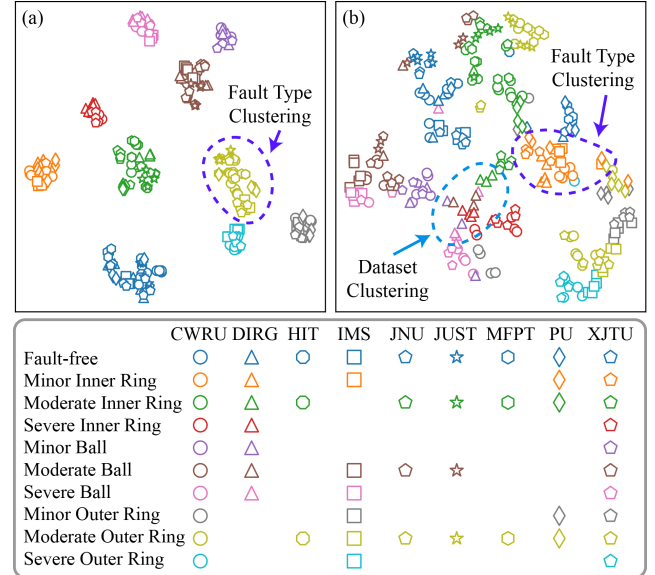 (a)
Fault Type
Clustering
(b)
Fault Type
Clustering
Dataset
Clustering
CWRU DIRG HIT IMS JNU JUST MFPT PU XJTU
Fault-free
Minor Inner Ring
Moderate Inner Ring
Severe Inner Ring
Minor Ball
Moderate Ball
Severe Ball
Minor Outer Ring
Moderate Outer Ring
Severe Outer Ring